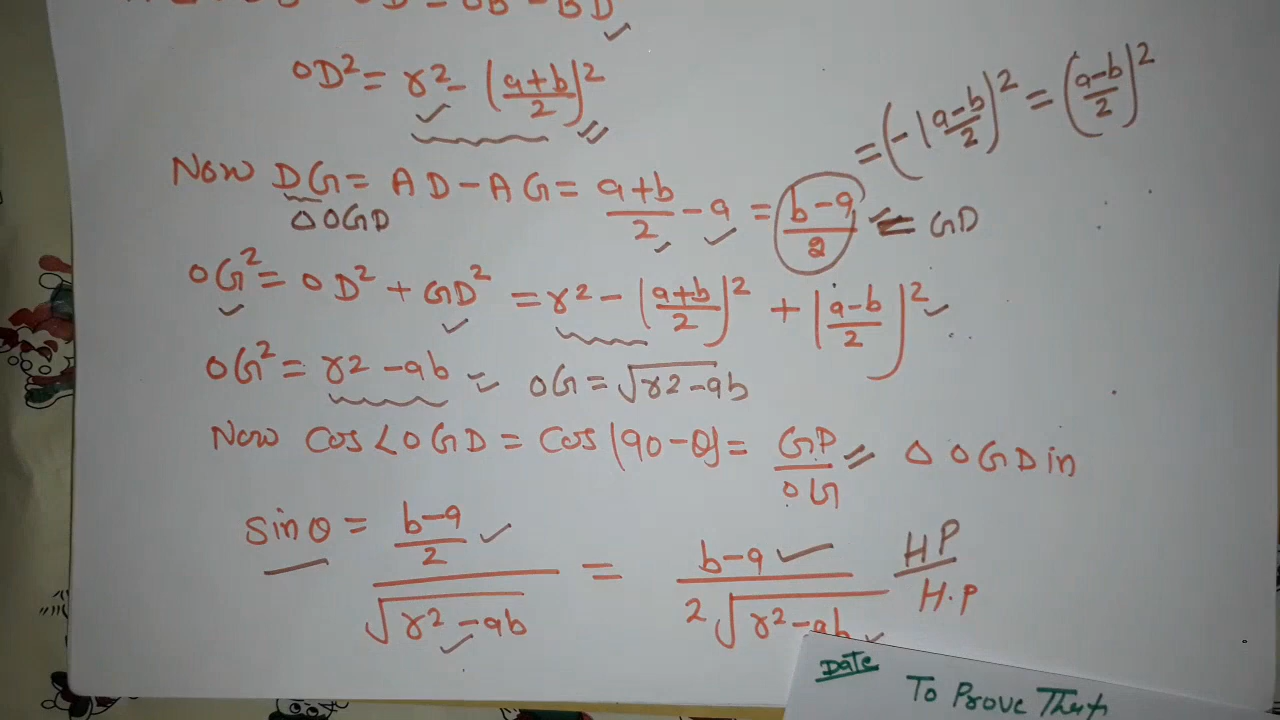 OD² = r² - (a+b/2)²
= (-(a-b/2))² = (a-b/2)²
Now DG = AD - AG = a+b/2 - a = b-a/2 = GD
△OGD
OG² = OD² + GD² = r² - (a+b/2)² + (a-b/2)²
OG² = r² - ab = OG = √r²-ab
Now Cos∠OGD = Cos(90-θ) = GD/OG = △OGD in
Sinθ = b-a/2 / √r²-ab = b-a / 2√r²-ab
HP
H.P
Date
To Prove That